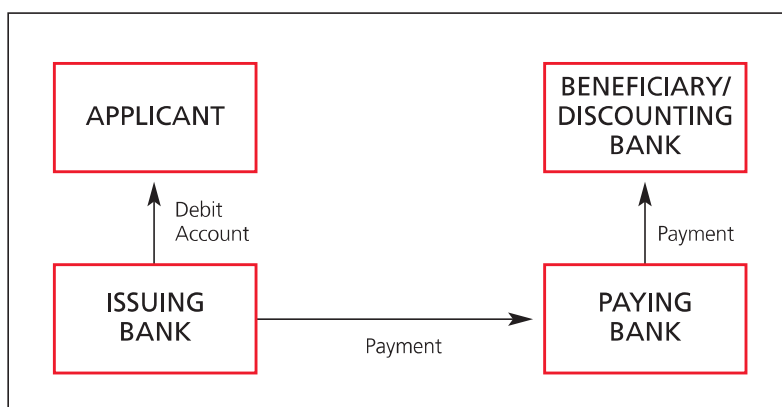 APPLICANT
BENEFICIARY/
DISCOUNTING
BANK
Debit
Account
Payment
ISSUING
BANK
PAYING
BANK
Payment